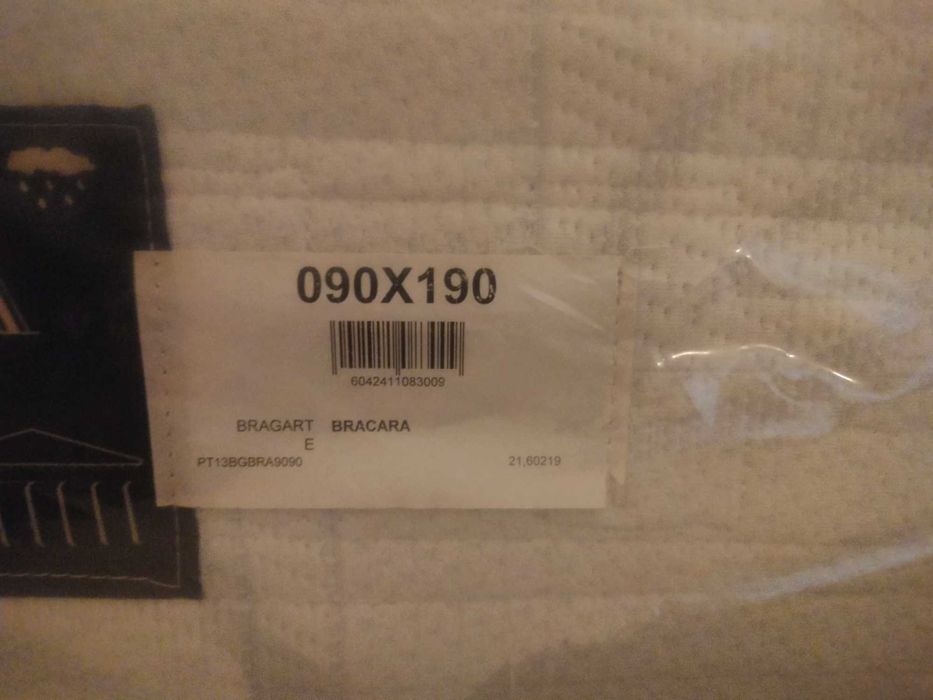 090X190
6042411083009
BRAGART BRACARA
E
PT13BGBRA9090 21,60219